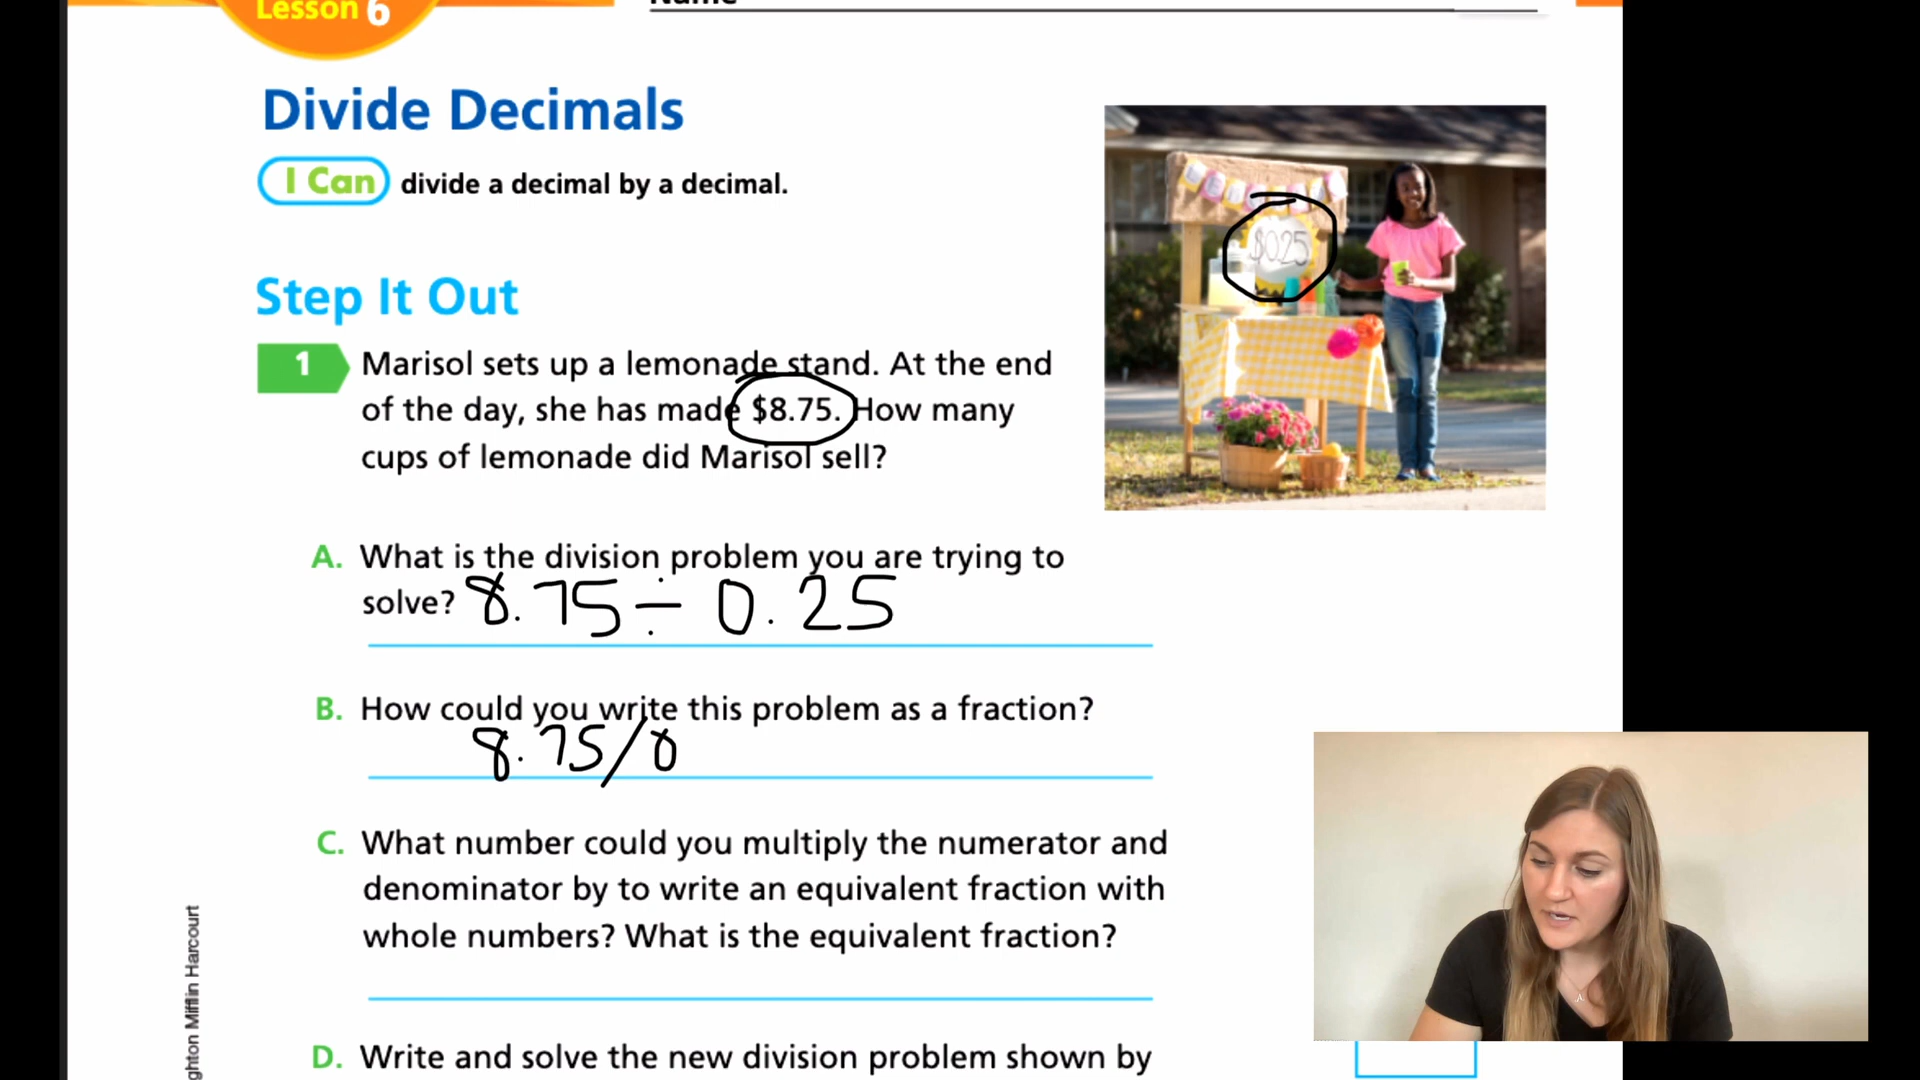 Lesson 6
Name
Divide Decimals
I Can divide a decimal by a decimal.
$0.25
Step It Out
1 Marisol sets up a lemonade stand. At the end
of the day, she has made $8.75. How many
cups of lemonade did Marisol sell?
A. What is the division problem you are trying to
solve? 8.75 ÷ 0.25
B. How could you write this problem as a fraction?
8.75/0
C. What number could you multiply the numerator and
denominator by to write an equivalent fraction with
whole numbers? What is the equivalent fraction?
D. Write and solve the new division problem shown by
ghton Mifflin Harcourt